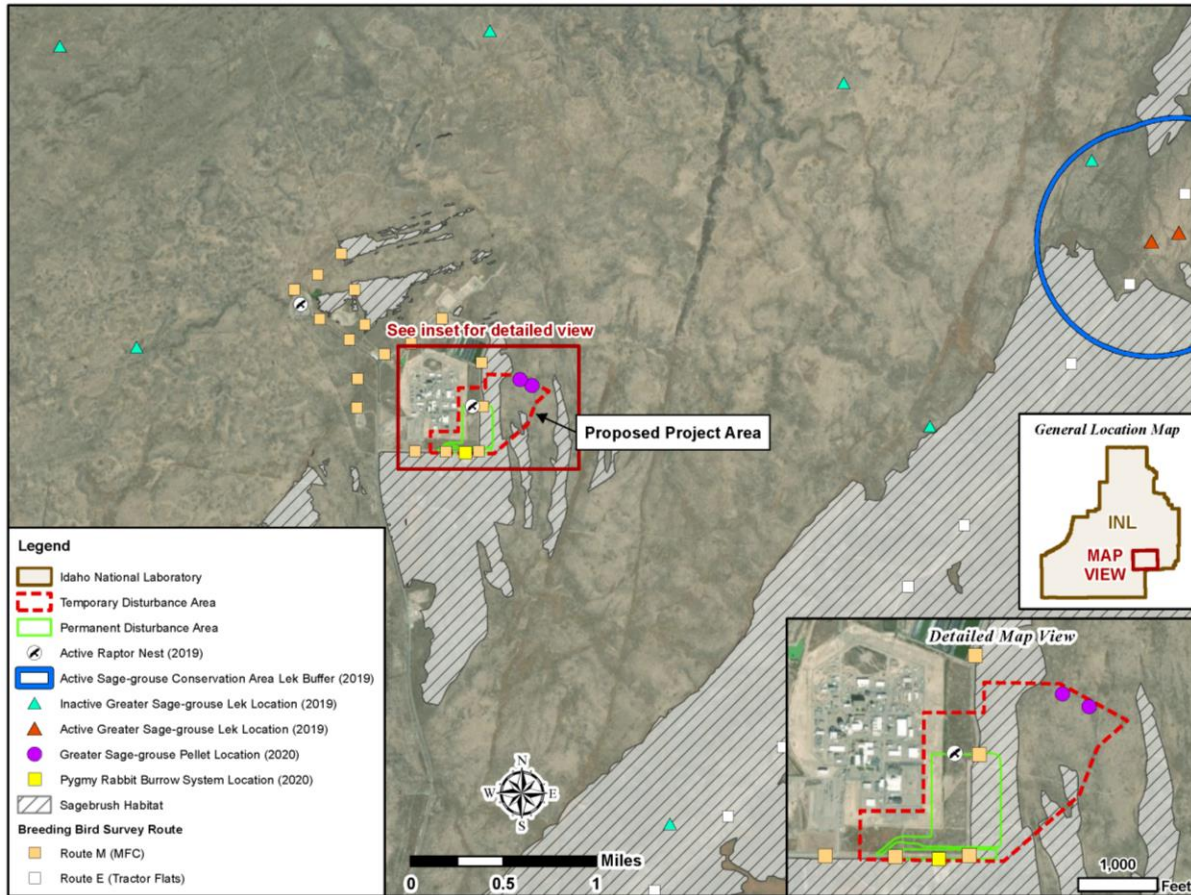 See inset for detailed view
Proposed Project Area
General Location Map
INL
MAP
VIEW
Legend
Idaho National Laboratory
Temporary Disturbance Area
Permanent Disturbance Area
Active Raptor Nest (2019)
Active Sage-grouse Conservation Area Lek Buffer (2019)
Inactive Greater Sage-grouse Lek Location (2019)
Active Greater Sage-grouse Lek Location (2019)
Greater Sage-grouse Pellet Location (2020)
Pygmy Rabbit Burrow System Location (2020)
Sagebrush Habitat
Breeding Bird Survey Route
Route M (MFC)
Route E (Tractor Flats)
N
W E
S
Miles
0 0.5 1
Detailed Map View
1,000
Feet